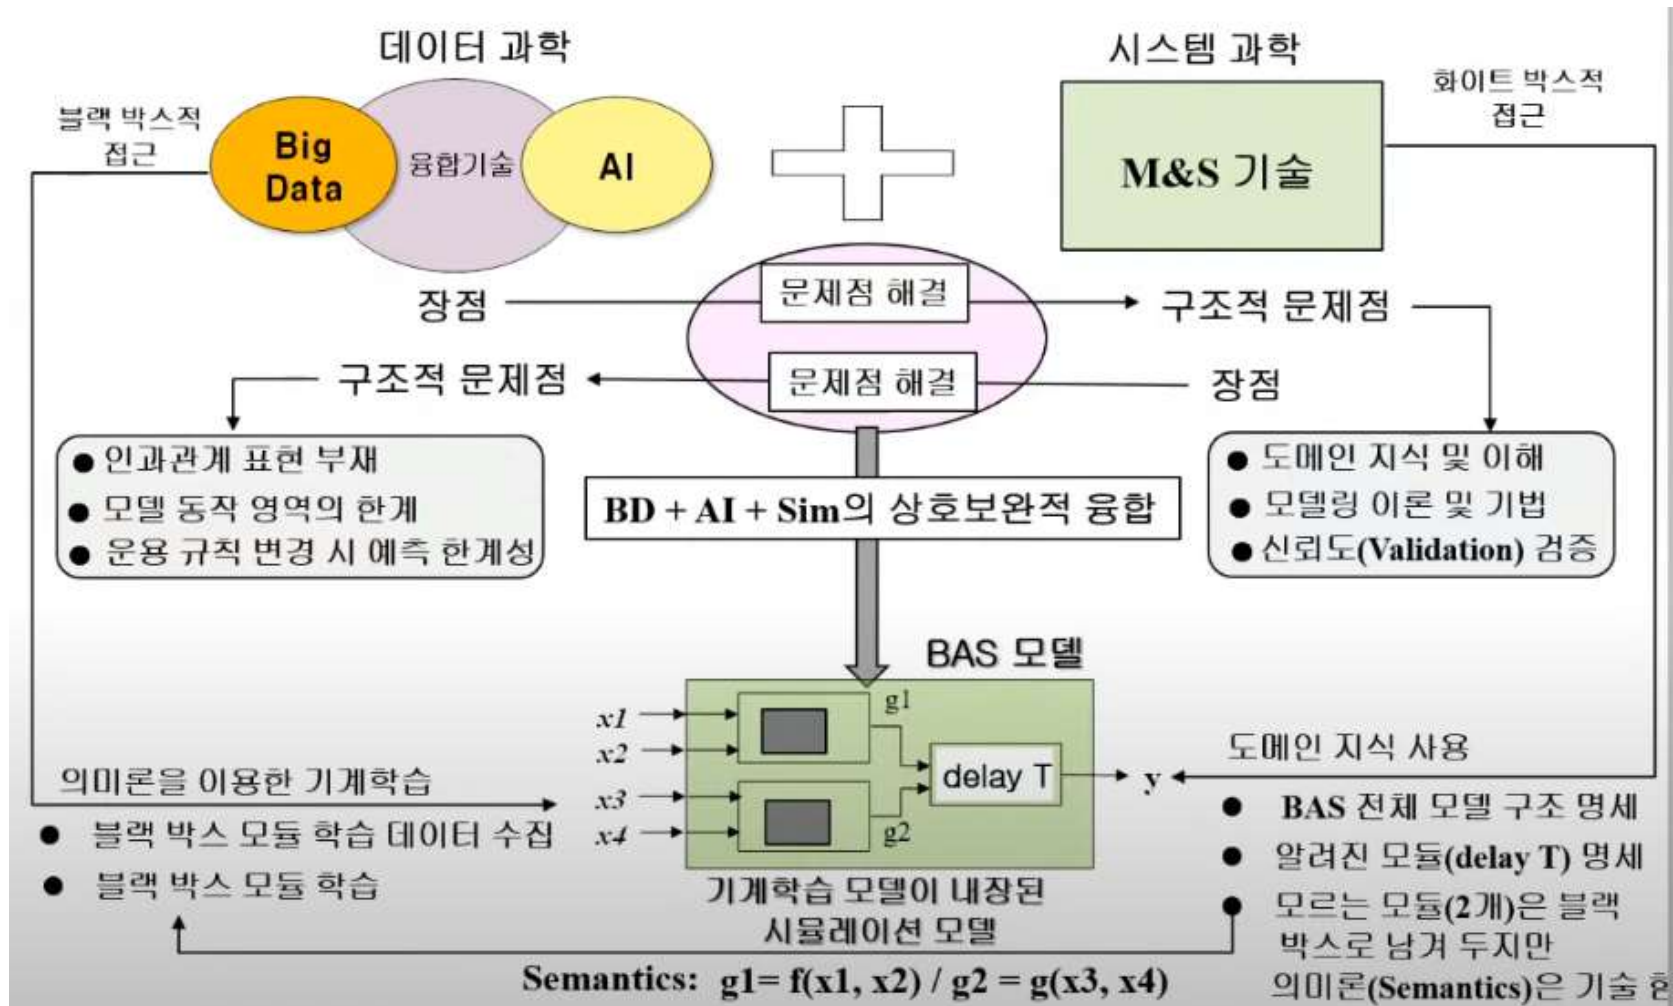 데이터 과학
시스템 과학
블랙 박스적
접근
Big
Data
융합기술
AI
M&S 기술
화이트 박스적
접근
장점
문제점 해결
구조적 문제점
구조적 문제점
문제점 해결
장점
● 인과관계 표현 부재
● 모델 동작 영역의 한계
● 운용 규칙 변경 시 예측 한계성
BD + AI + Sim의 상호보완적 융합
● 도메인 지식 및 이해
● 모델링 이론 및 기법
● 신뢰도(Validation) 검증
BAS 모델
x1
x2
x3
x4
g1
g2
delay T
y
기계학습 모델이 내장된
시뮬레이션 모델
의미론을 이용한 기계학습
● 블랙 박스 모듈 학습 데이터 수집
● 블랙 박스 모듈 학습
도메인 지식 사용
● BAS 전체 모델 구조 명세
● 알려진 모듈(delay T) 명세
● 모르는 모듈(2개)은 블랙
박스로 남겨 두지만
의미론(Semantics)은 기술
Semantics: g1= f(x1, x2) / g2 = g(x3, x4)